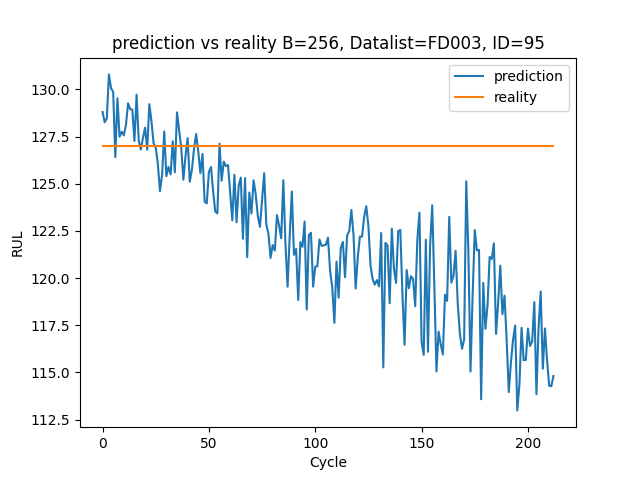 prediction vs reality B=256, Datalist=FD003, ID=95
prediction
reality
130.0
127.5
125.0
122.5
120.0
117.5
115.0
112.5
RUL
0 50 100 150 200
Cycle